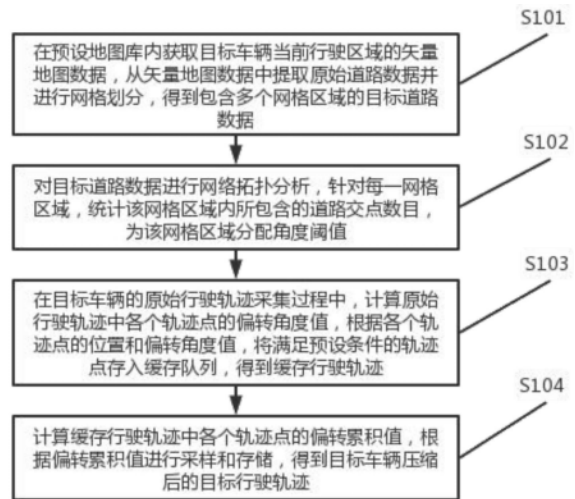 S101
在预设地图库内获取目标车辆当前行驶区域的矢量
地图数据，从矢量地图数据中提取原始道路数据并
进行网格划分，得到包含多个网格区域的目标道路
数据
S102
对目标道路数据进行网络拓扑分析，针对每一网格
区域，统计该网格区域内所包含的道路交点数目，
为该网格区域分配角度阈值
S103
在目标车辆的原始行驶轨迹采集过程中，计算原始
行驶轨迹中各个轨迹点的偏转角度值，根据各个轨
迹点的位置和偏转角度值，将满足预设条件的轨迹
点存入缓存队列，得到缓存行驶轨迹
S104
计算缓存行驶轨迹中各个轨迹点的偏转累积值，根
据偏转累积值进行采样和存储，得到目标车辆压缩
后的目标行驶轨迹